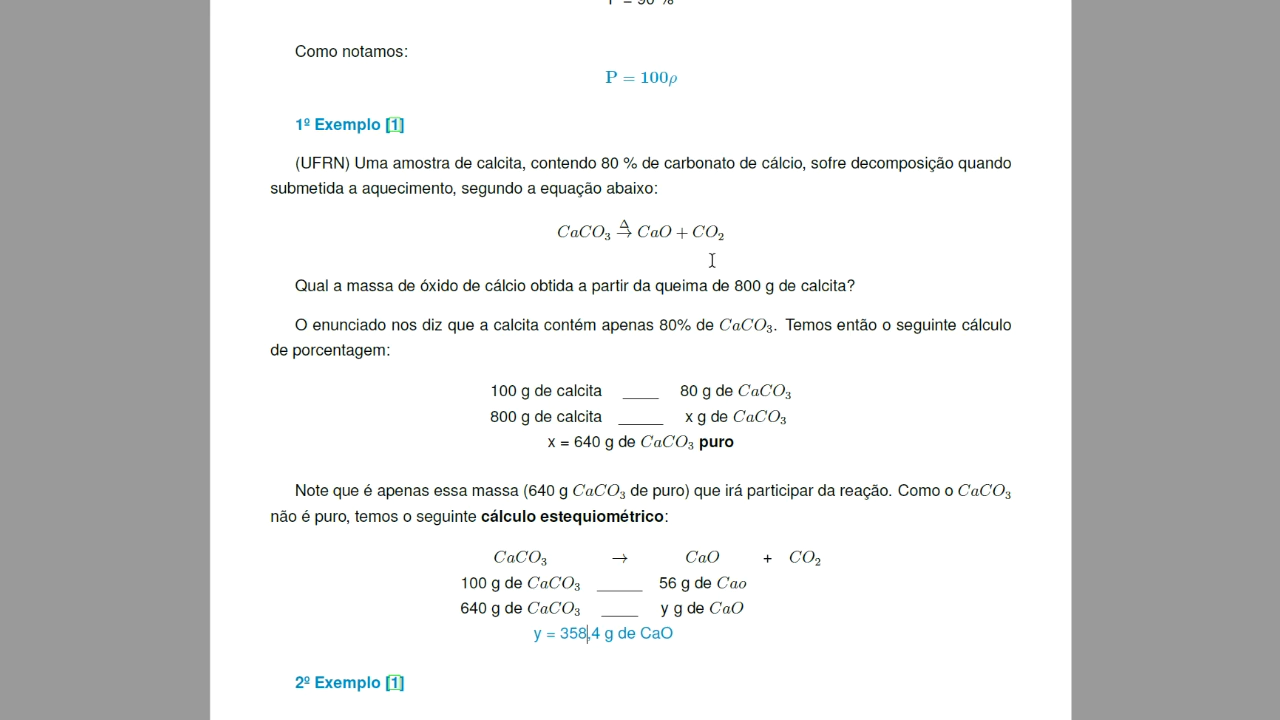 P = 90 %
Como notamos:
P = 100ρ
1º Exemplo [1]
(UFRN) Uma amostra de calcita, contendo 80 % de carbonato de cálcio, sofre decomposição quando
submetida a aquecimento, segundo a equação abaixo:
CaCO₃ →^Δ CaO + CO₂
Qual a massa de óxido de cálcio obtida a partir da queima de 800 g de calcita?
O enunciado nos diz que a calcita contém apenas 80% de CaCO₃. Temos então o seguinte cálculo
de porcentagem:
100 g de calcita ____ 80 g de CaCO₃
800 g de calcita _____ x g de CaCO₃
x = 640 g de CaCO₃ puro
Note que é apenas essa massa (640 g CaCO₃ de puro) que irá participar da reação. Como o CaCO₃
não é puro, temos o seguinte cálculo estequiométrico:
CaCO₃ → CaO + CO₂
100 g de CaCO₃ _____ 56 g de Cao
640 g de CaCO₃ ____ y g de CaO
y = 358,4 g de CaO
2º Exemplo [1]